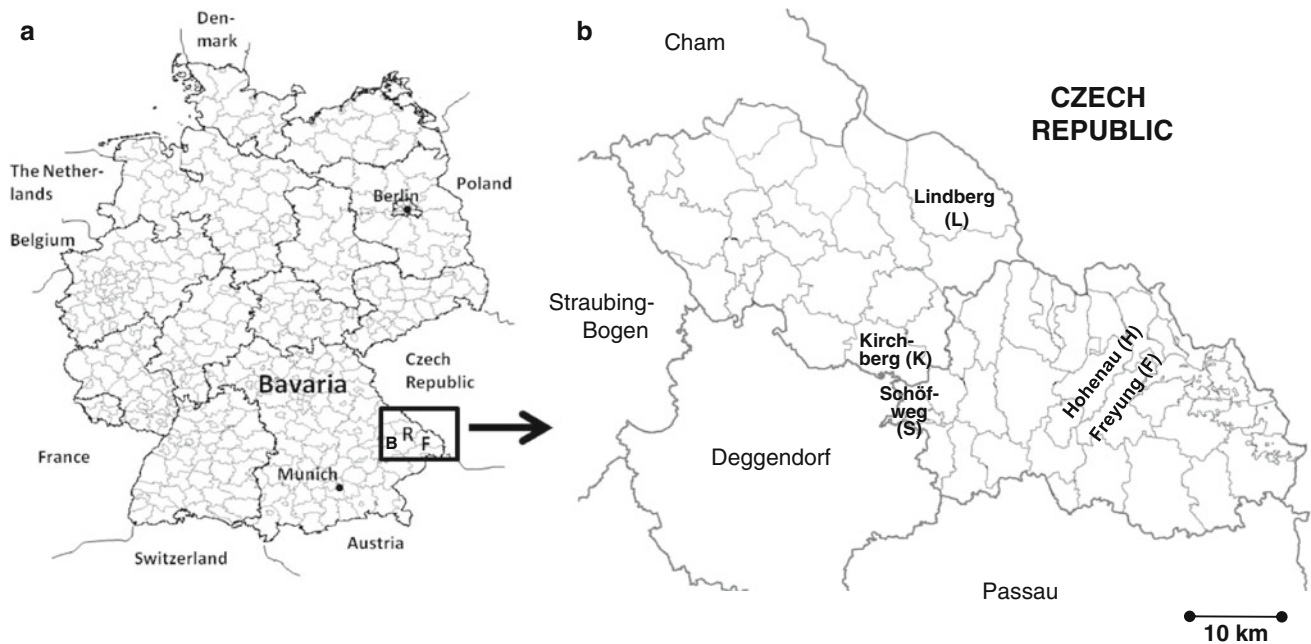 a
Den-
mark
The Nether-
lands
Belgium
Berlin
Poland
Czech
Republic
Bavaria
B
R
F
France
Munich
Switzerland
Austria
b
Cham
CZECH
REPUBLIC
Lindberg
(L)
Straubing-
Bogen
Kirch-
berg (K)
Schöf-
weg
(S)
Hohenau (H)
Freyung (F)
Deggendorf
Passau
10 km